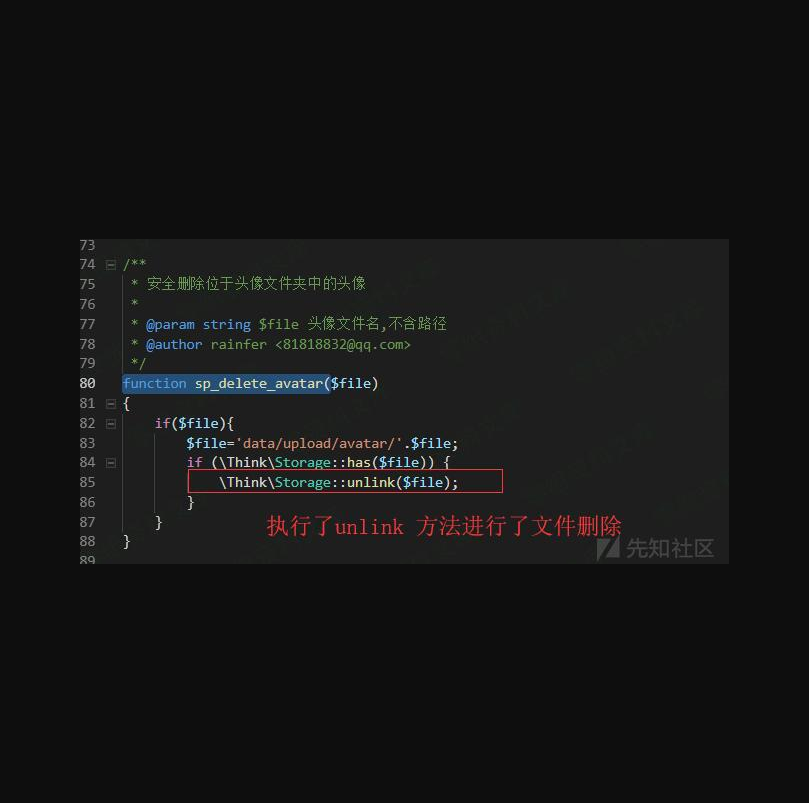 73
74 /**
75 * 安全删除位于头像文件夹中的头像
76 *
77 * @param string $file 头像文件名,不含路径
78 * @author rainfer <81818832@qq.com>
79 */
80 function sp_delete_avatar($file)
81 {
82 if($file){
83 $file='data/upload/avatar/'.$file;
84 if (\Think\Storage::has($file)) {
85 \Think\Storage::unlink($file);
86 }
87 }
执行了unlink 方法进行了文件删除
88 }
先知社区
89